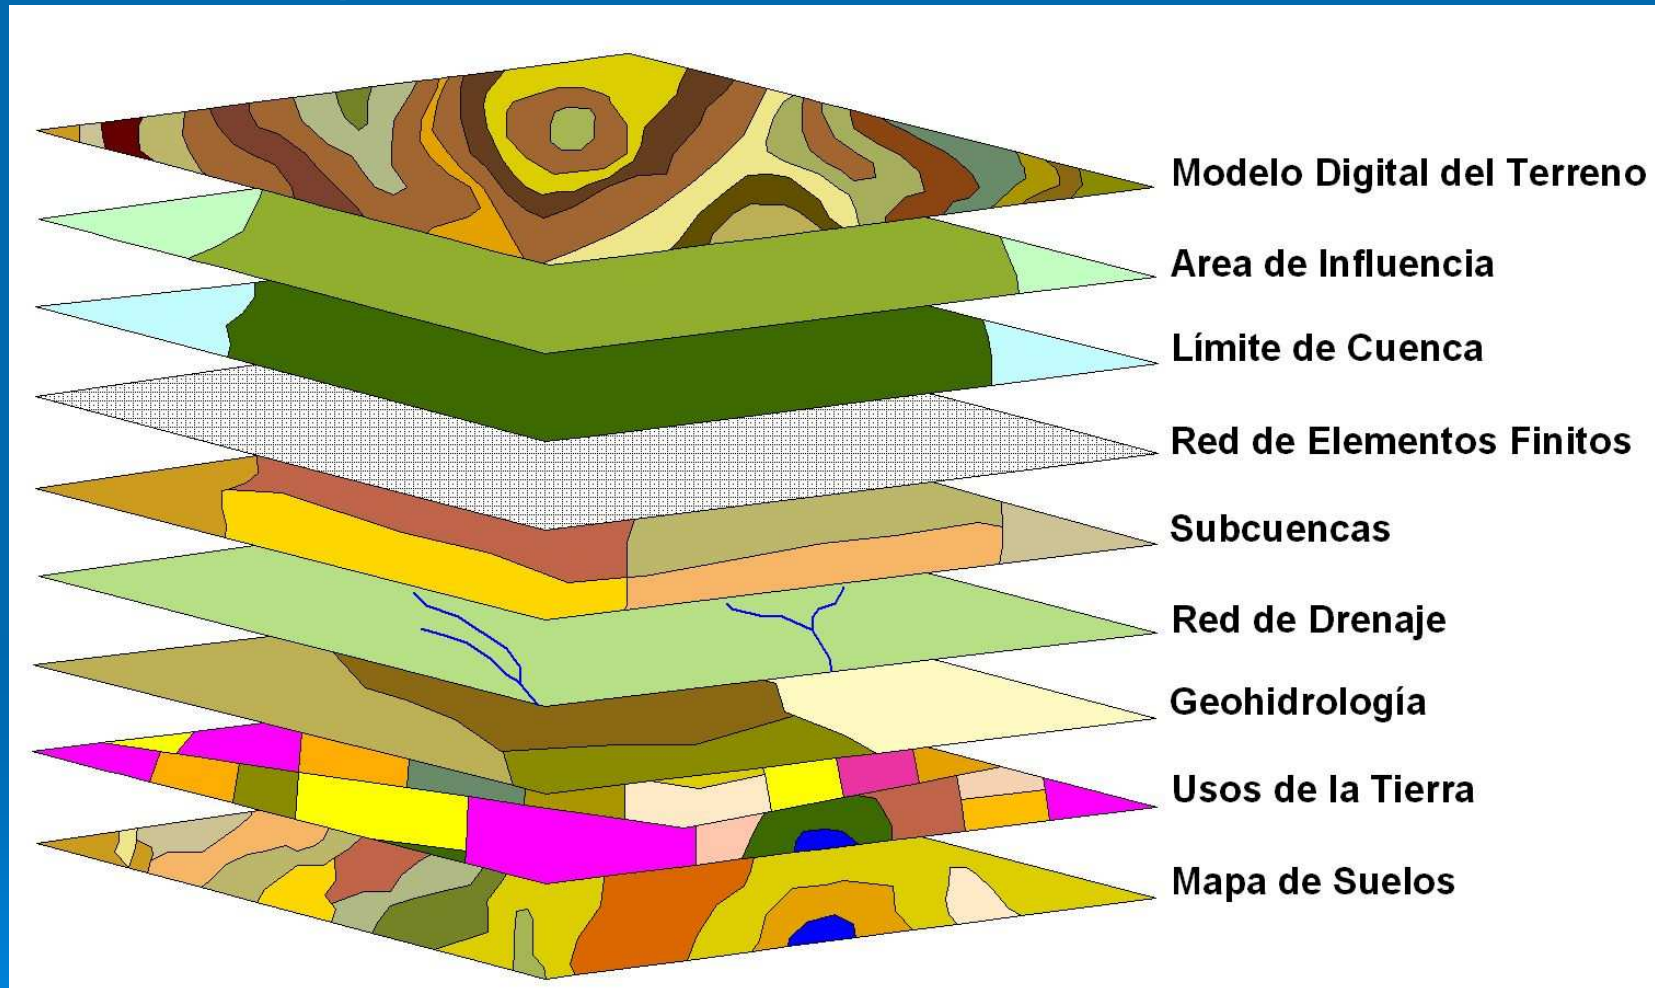 Modelo Digital del Terreno
Area de Influencia
Límite de Cuenca
Red de Elementos Finitos
Subcuencas
Red de Drenaje
Geohidrología
Usos de la Tierra
Mapa de Suelos